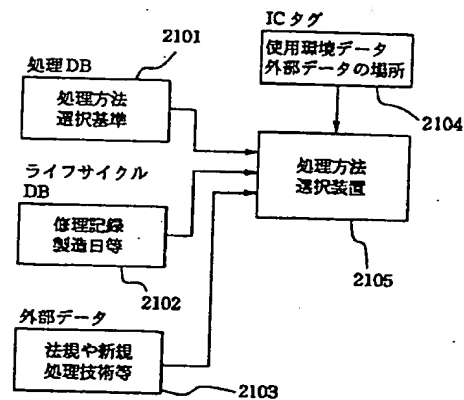 2101
処理DB
処理方法
選択基準
ICタグ
使用環境データ
外部データの場所
2104
ライフサイクル
DB
修理記録
製造日等
2102
処理方法
選択装置
2105
外部データ
法規や新規
処理技術等
2103